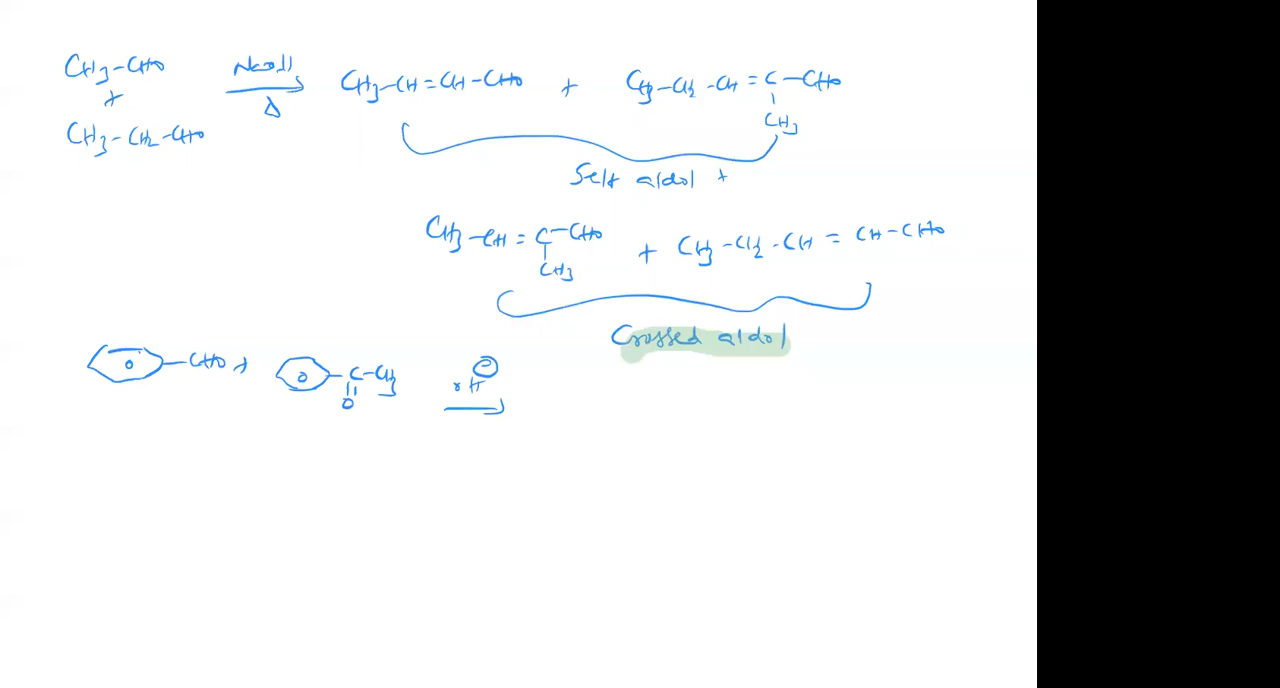 CH3-CHO NaOH CH3-CH=CH-CHO + CH3-CH2-CH=C-CHO
+ Δ
CH3
CH3-CH2-CHO
Self aldol +
CH3-CH=C-CHO + CH3-CH2-CH=CH-CHO
CH3
Crossed aldol
-CHO + -C-CH3 OH⊖
O